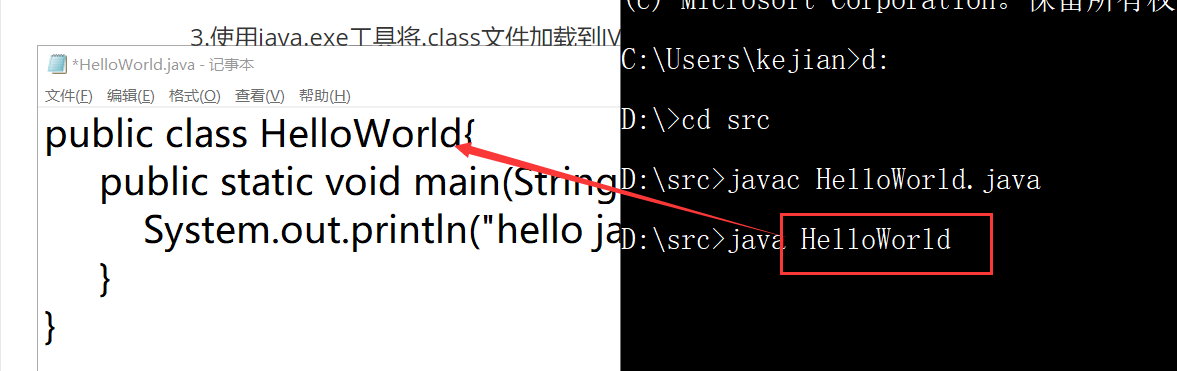 3.使用java.exe工具将.class文件加载到JV
*HelloWorld.java - 记事本
文件(F) 编辑(E) 格式(O) 查看(V) 帮助(H)
public class HelloWorld{
public static void main(String
System.out.println("hello ja
}
}
(c) Microsoft Corporation。保留所有权
C:\Users\kejian>d:
D:\>cd src
D:\src>javac HelloWorld.java
D:\src>java HelloWorld